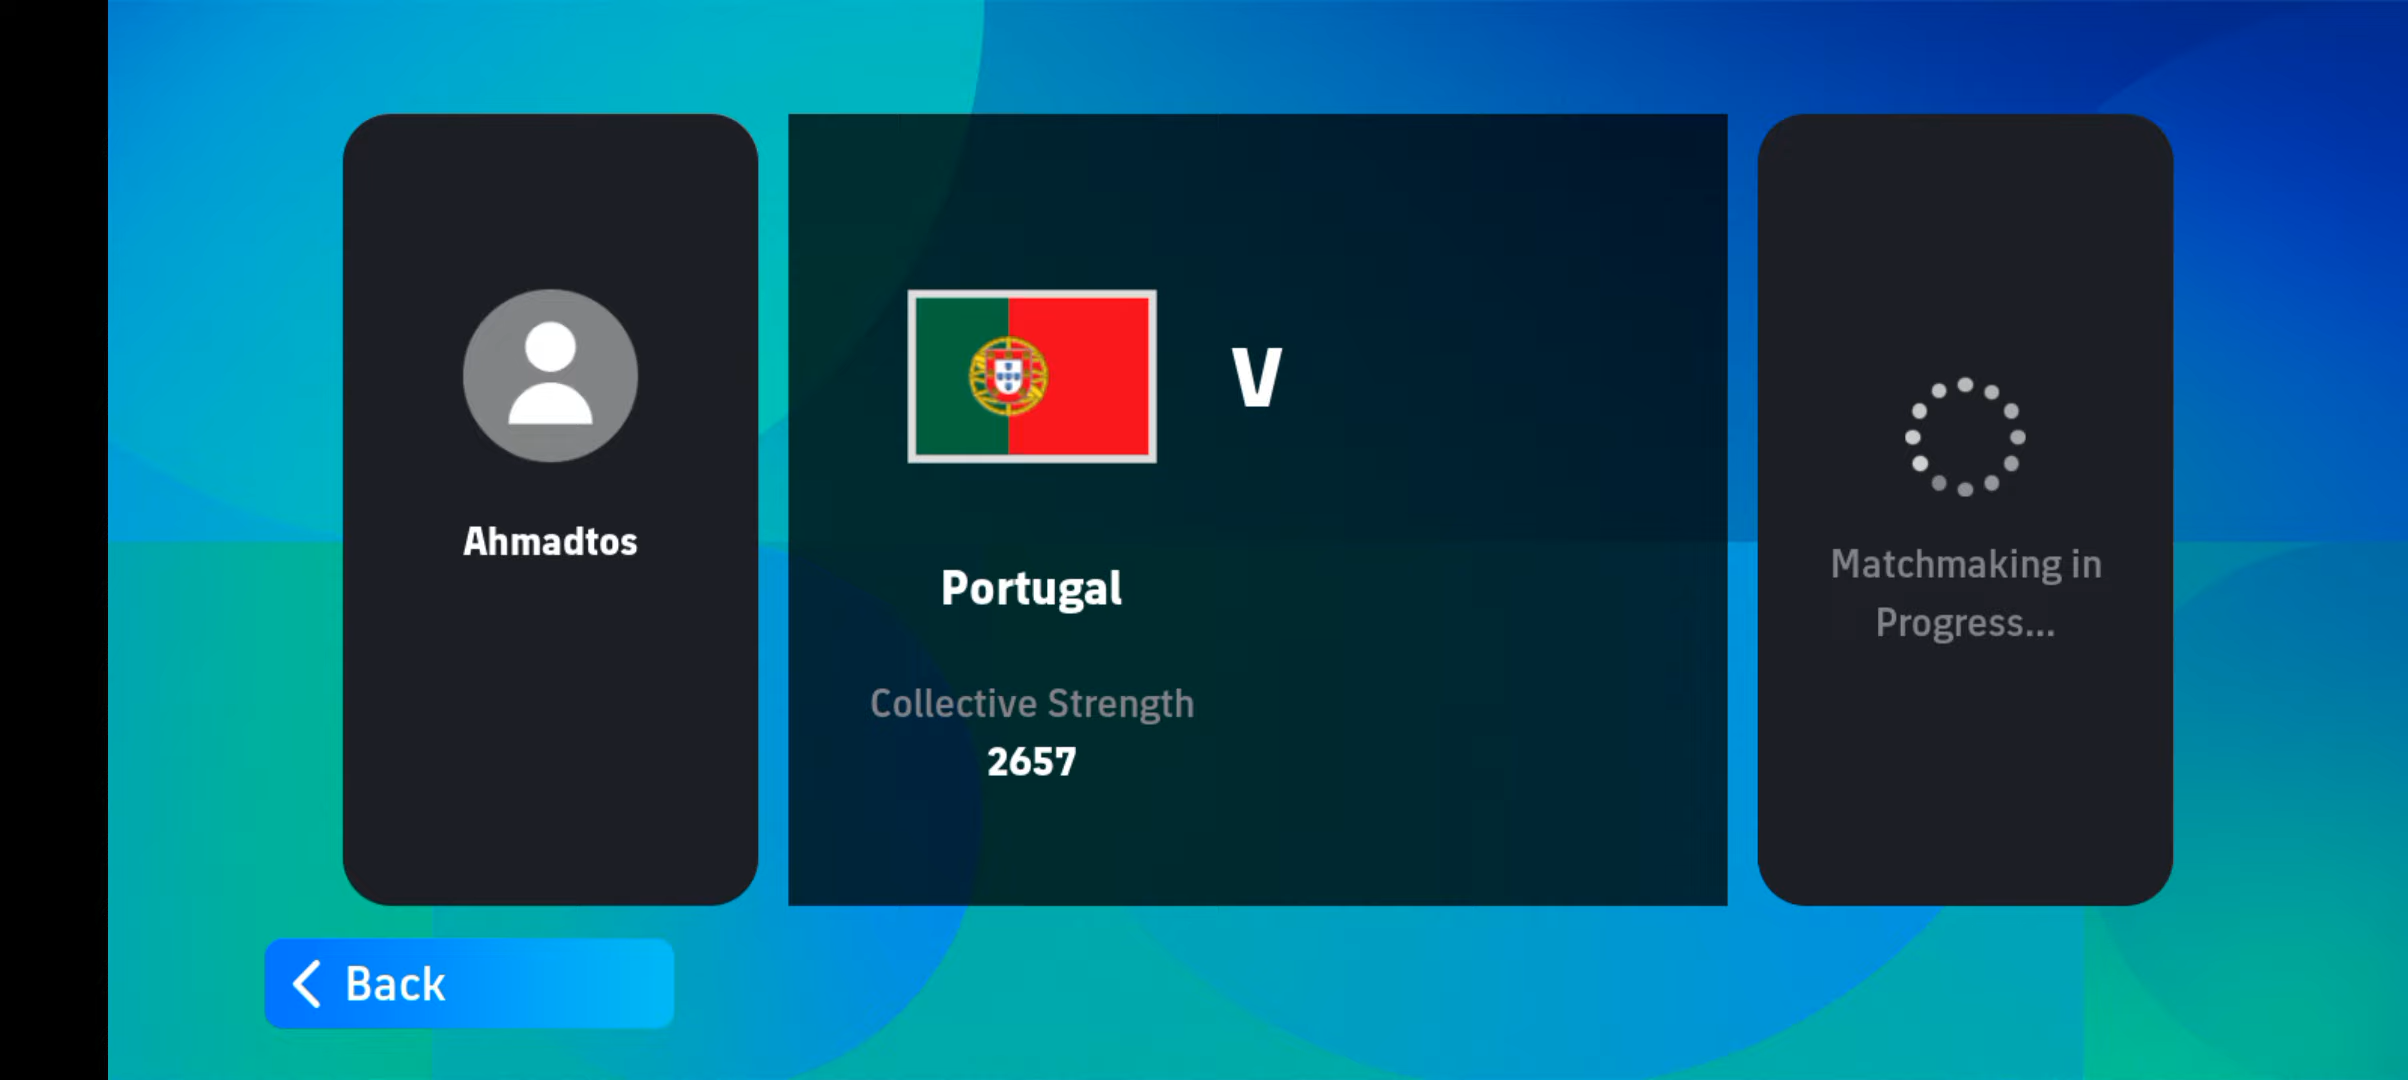 Ahmadtos
V
Portugal
Collective Strength
2657
Matchmaking in
Progress...
Back